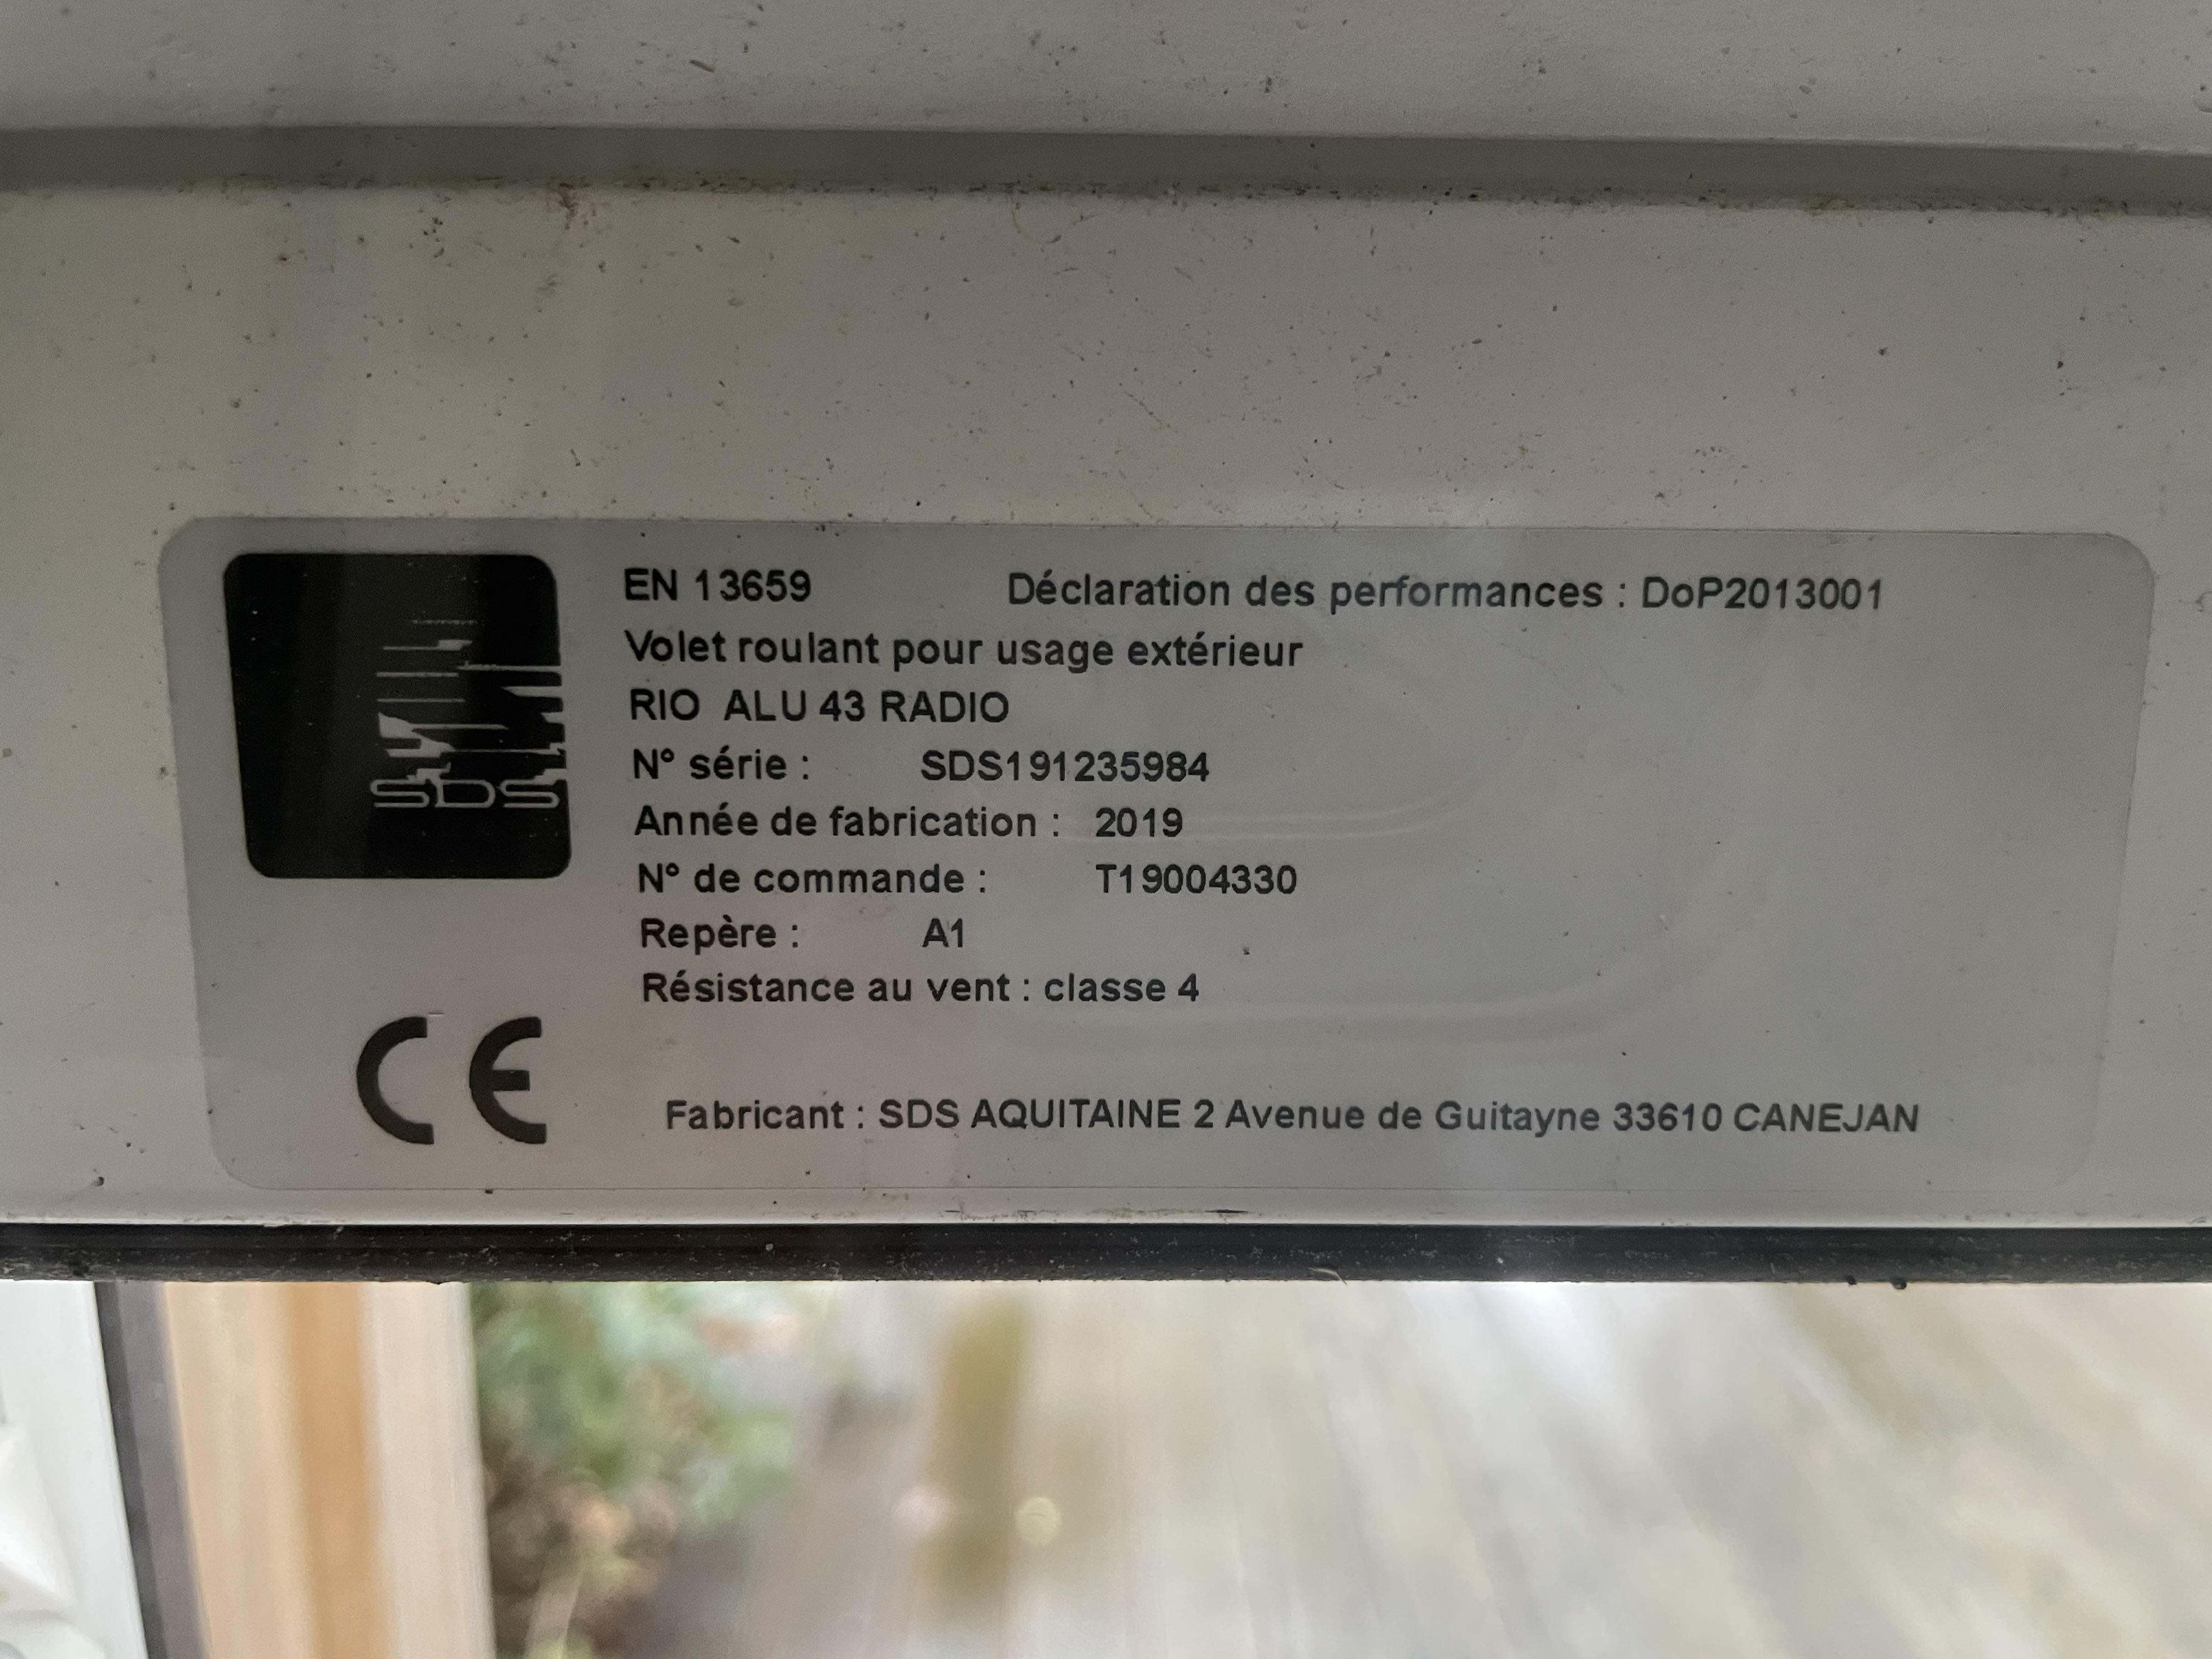 EN 13659 Déclaration des performances : DoP2013001
Volet roulant pour usage extérieur
RIO ALU 43 RADIO
N° série : SDS191235984
Année de fabrication : 2019
N° de commande : T19004330
Repère : A1
Résistance au vent : classe 4
SDS
CE
Fabricant : SDS AQUITAINE 2 Avenue de Guitayne 33610 CANEJAN